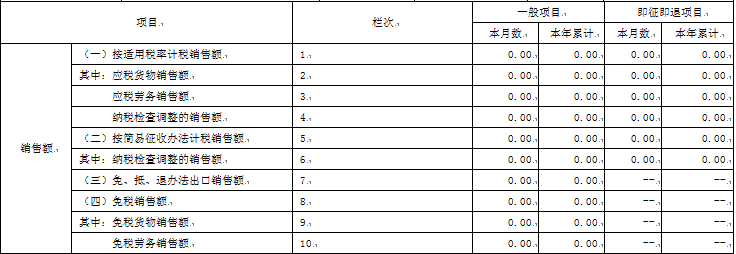 项目 栏次 一般项目 即征即退项目
本月数 本年累计 本月数 本年累计
销售额
（一）按适用税率计税销售额 1 0.00 0.00 0.00 0.00
其中：应税货物销售额 2 0.00 0.00 0.00 0.00
应税劳务销售额 3 0.00 0.00 0.00 0.00
纳税检查调整的销售额 4 0.00 0.00 0.00 0.00
（二）按简易征收办法计税销售额 5 0.00 0.00 0.00 0.00
其中：纳税检查调整的销售额 6 0.00 0.00 0.00 0.00
（三）免、抵、退办法出口销售额 7 0.00 0.00 -- --
（四）免税销售额 8 0.00 0.00 -- --
其中：免税货物销售额 9 0.00 0.00 -- --
免税劳务销售额 10 0.00 0.00 -- --